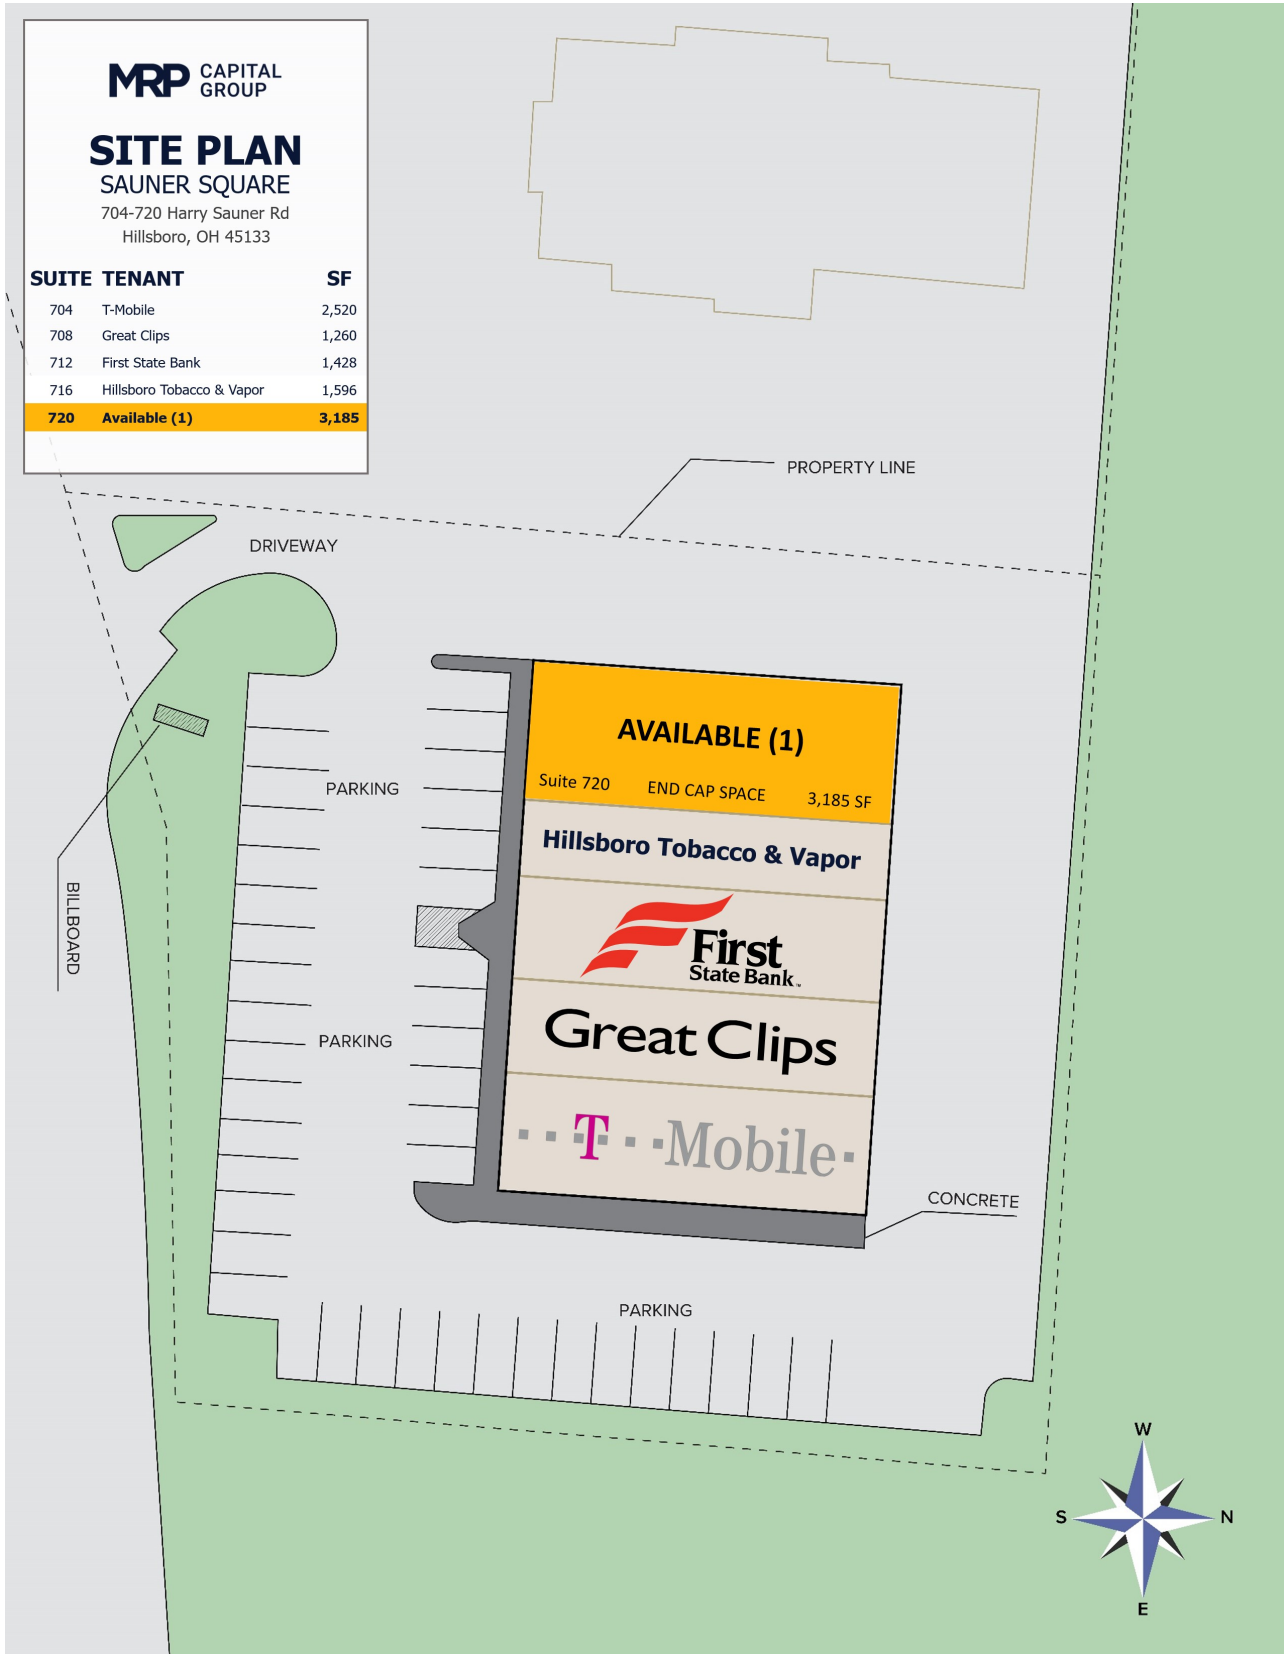 MRP CAPITAL
GROUP
SITE PLAN
SAUNER SQUARE
704-720 Harry Sauner Rd
Hillsboro, OH 45133
SUITE TENANT SF
704 T-Mobile 2,520
708 Great Clips 1,260
712 First State Bank 1,428
716 Hillsboro Tobacco & Vapor 1,596
720 Available (1) 3,185
PROPERTY LINE
DRIVEWAY
AVAILABLE (1)
Suite 720 END CAP SPACE 3,185 SF
PARKING
Hillsboro Tobacco & Vapor
BILLBOARD
First
State Bank™
PARKING
Great Clips
T Mobile
CONCRETE
PARKING
W
S N
E